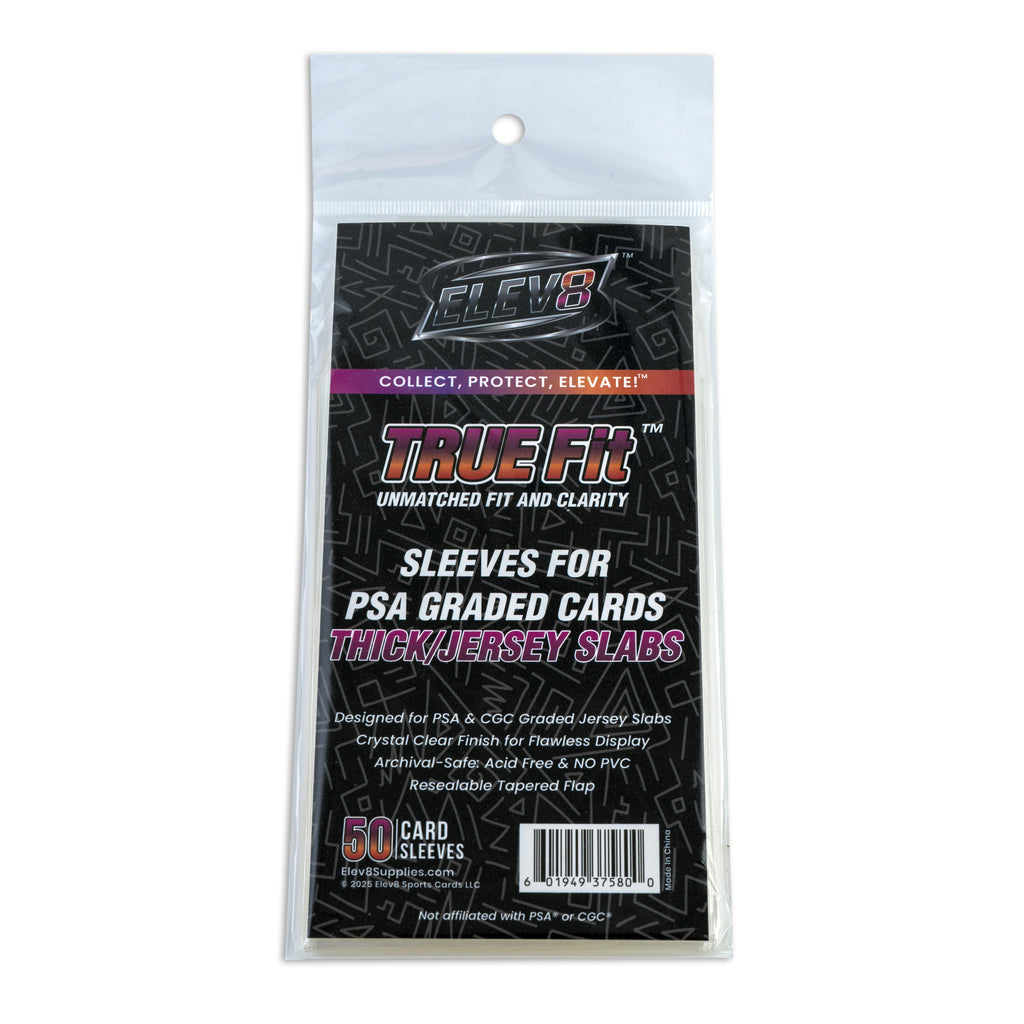 ELEV8™
COLLECT, PROTECT, ELEVATE!™
TRUE Fit™
UNMATCHED FIT AND CLARITY
SLEEVES FOR
PSA GRADED CARDS
THICK/JERSEY SLABS
Designed for PSA & CGC Graded Jersey Slabs
Crystal Clear Finish for Flawless Display
Archival-Safe: Acid Free & NO PVC
Resealable Tapered Flap
50 CARD
SLEEVES
Elev8Supplies.com
© 2025 Elev8 Sports Cards LLC
6 01949 37580 0
Made in China
Not affiliated with PSA® or CGC®